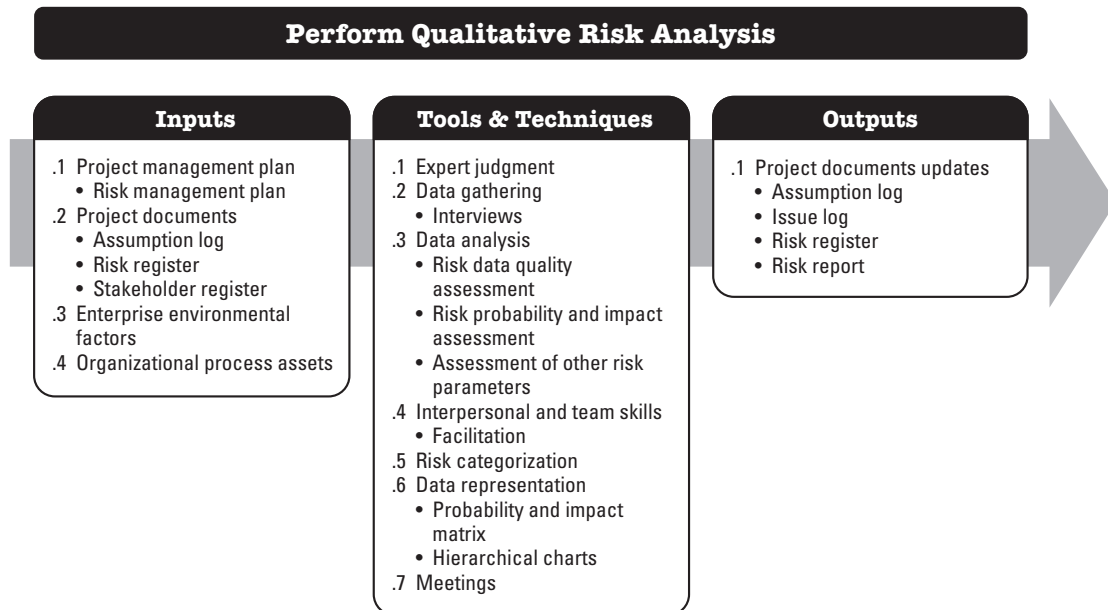 Perform Qualitative Risk Analysis
Inputs
.1 Project management plan
• Risk management plan
.2 Project documents
• Assumption log
• Risk register
• Stakeholder register
.3 Enterprise environmental
factors
.4 Organizational process assets
Tools & Techniques
.1 Expert judgment
.2 Data gathering
• Interviews
.3 Data analysis
• Risk data quality
assessment
• Risk probability and impact
assessment
• Assessment of other risk
parameters
.4 Interpersonal and team skills
• Facilitation
.5 Risk categorization
.6 Data representation
• Probability and impact
matrix
• Hierarchical charts
.7 Meetings
Outputs
.1 Project documents updates
• Assumption log
• Issue log
• Risk register
• Risk report